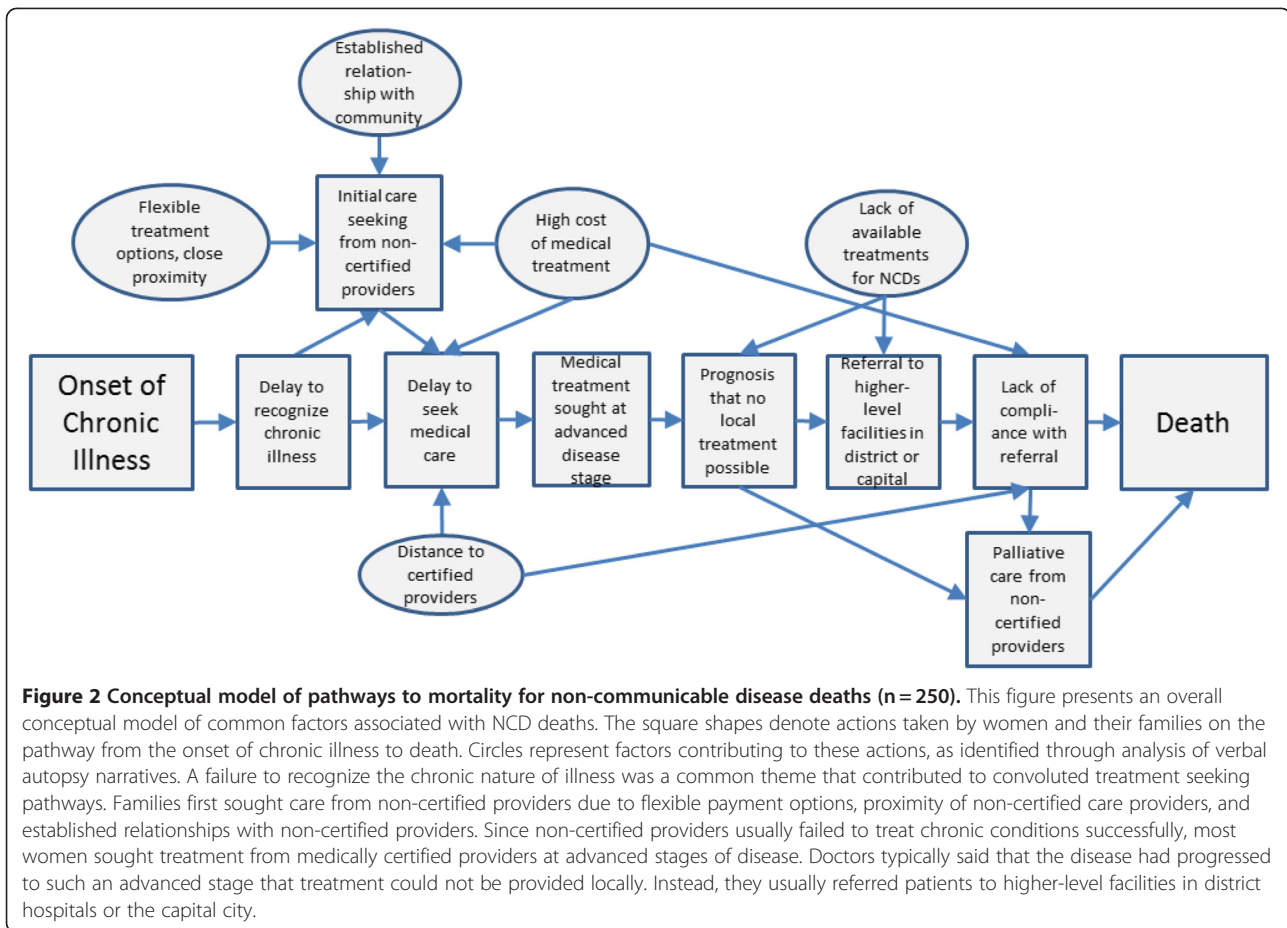 Established
relation-
ship with
community
Flexible
treatment
options, close
proximity
Initial care
seeking
from non-
certified
providers
High cost
of medical
treatment
Lack of
available
treatments
for NCDs
Onset of
Chronic
Illness
Delay to
recognize
chronic
illness
Delay to
seek
medical
care
Medical
treatment
sought at
advanced
disease
stage
Prognosis
that no
local
treatment
possible
Referral to
higher-
level
facilities in
district or
capital
Lack of
compli-
ance with
referral
Death
Distance to
certified
providers
Palliative
care from
non-
certified
providers
Figure 2 Conceptual model of pathways to mortality for non-communicable disease deaths (n = 250). This figure presents an overall
conceptual model of common factors associated with NCD deaths. The square shapes denote actions taken by women and their families on the
pathway from the onset of chronic illness to death. Circles represent factors contributing to these actions, as identified through analysis of verbal
autopsy narratives. A failure to recognize the chronic nature of illness was a common theme that contributed to convoluted treatment seeking
pathways. Families first sought care from non-certified providers due to flexible payment options, proximity of non-certified care providers, and
established relationships with non-certified providers. Since non-certified providers usually failed to treat chronic conditions successfully, most
women sought treatment from medically certified providers at advanced stages of disease. Doctors typically said that the disease had progressed
to such an advanced stage that treatment could not be provided locally. Instead, they usually referred patients to higher-level facilities in district
hospitals or the capital city.